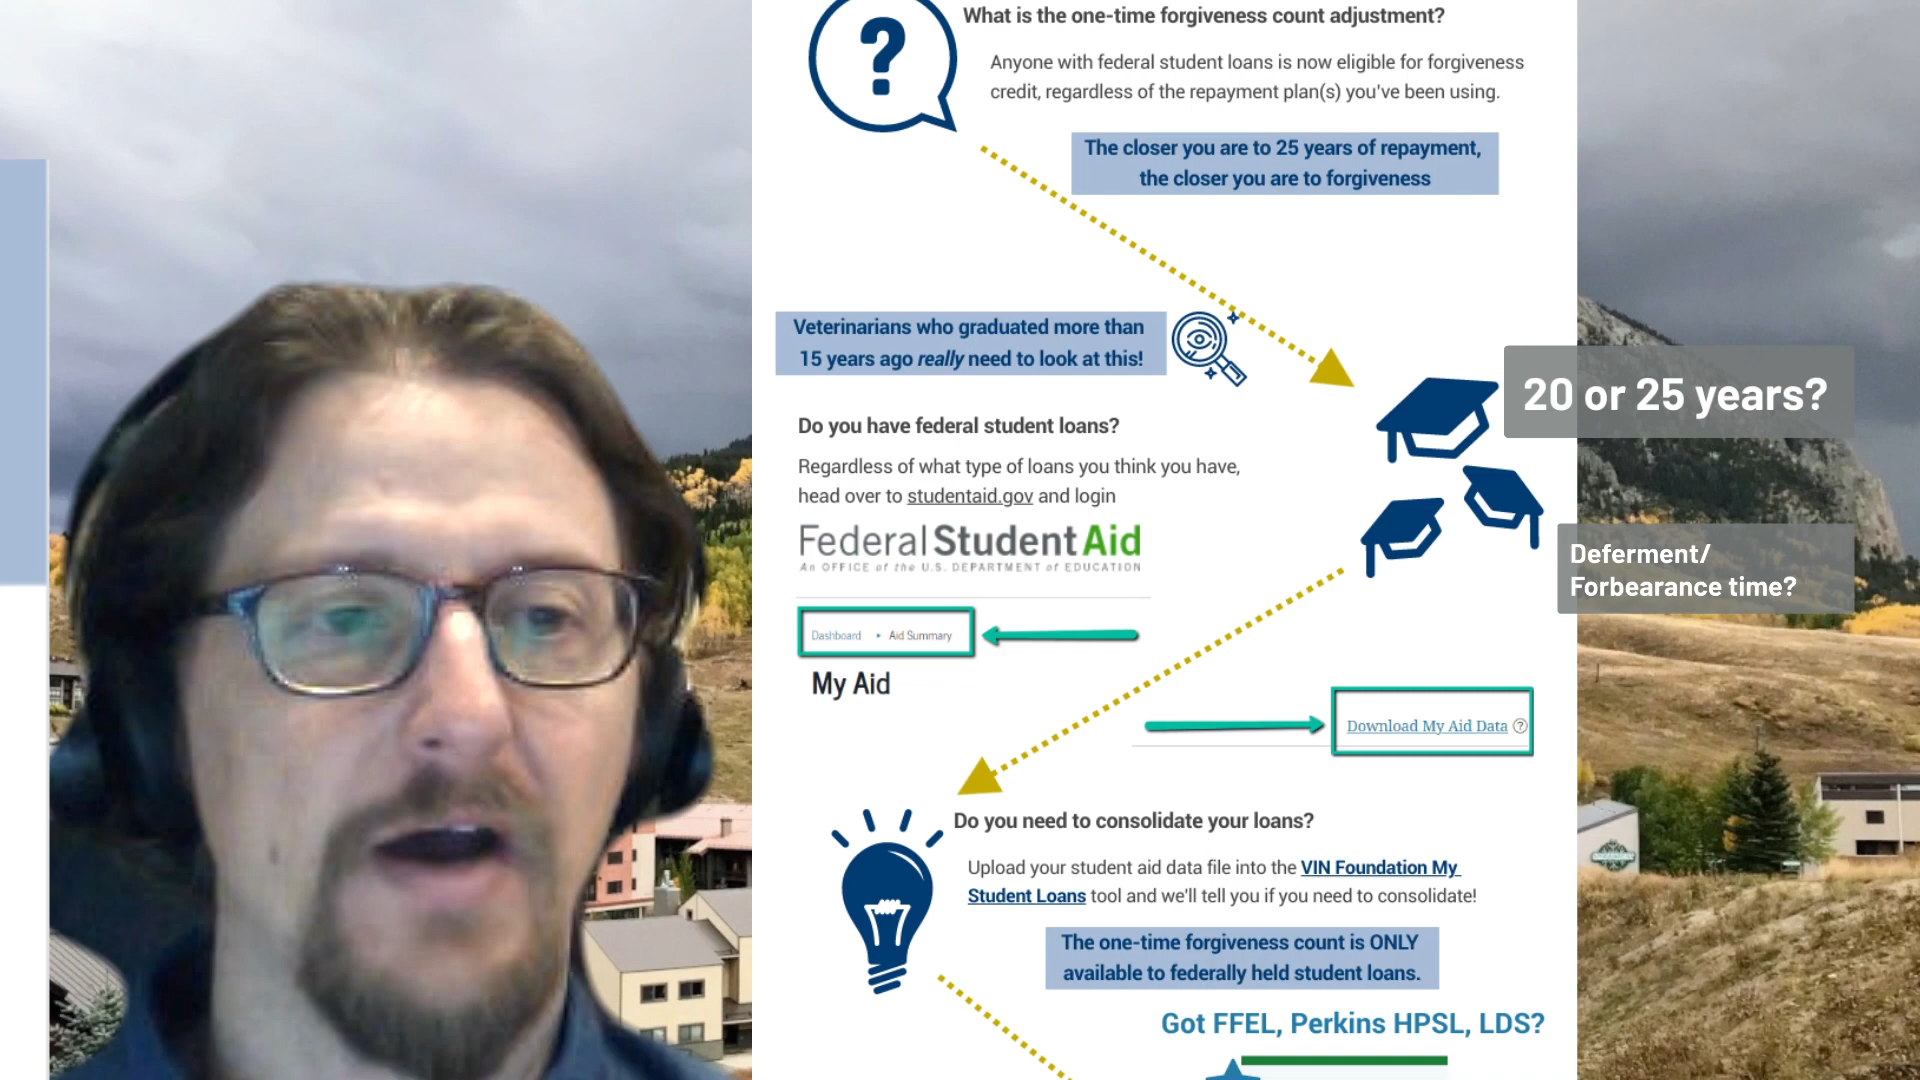 What is the one-time forgiveness count adjustment?
Anyone with federal student loans is now eligible for forgiveness
credit, regardless of the repayment plan(s) you've been using.
The closer you are to 25 years of repayment,
the closer you are to forgiveness
Veterinarians who graduated more than
15 years ago really need to look at this!
20 or 25 years?
Do you have federal student loans?
Regardless of what type of loans you think you have,
head over to studentaid.gov and login
Federal Student Aid
An OFFICE of the U.S. DEPARTMENT of EDUCATION
Deferment/
Forbearance time?
Dashboard ▸ Aid Summary
My Aid
Download My Aid Data ?
Do you need to consolidate your loans?
Upload your student aid data file into the VIN Foundation My
Student Loans tool and we'll tell you if you need to consolidate!
The one-time forgiveness count is ONLY
available to federally held student loans.
Got FFEL, Perkins HPSL, LDS?